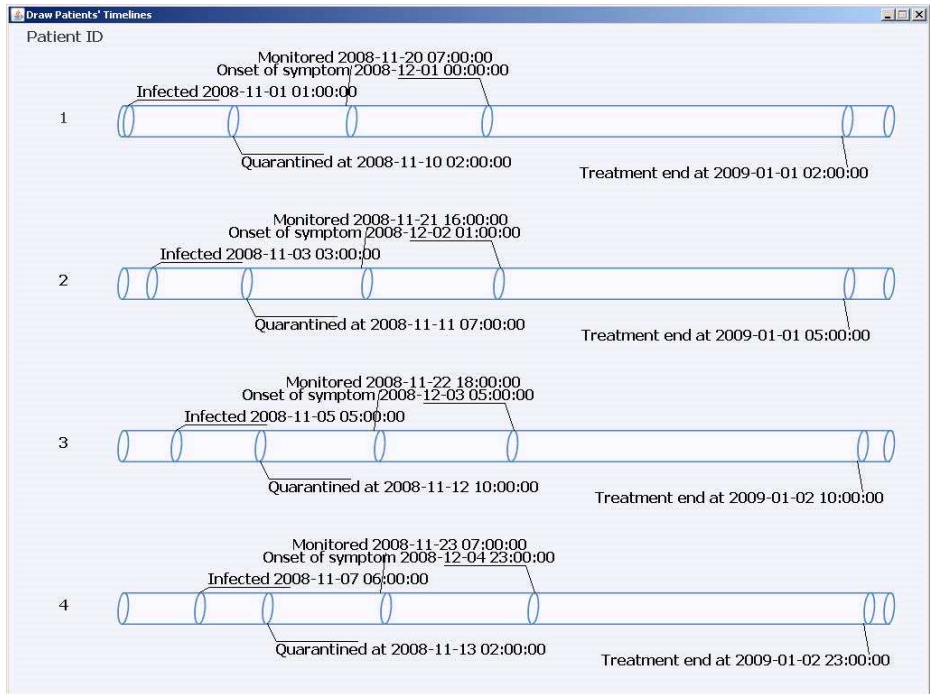 Draw Patients' Timelines
Patient ID
Monitored 2008-11-20 07:00:00
Onset of symptom 2008-12-01 00:00:00
Infected 2008-11-01 01:00:00
1
Quarantined at 2008-11-10 02:00:00
Treatment end at 2009-01-01 02:00:00
Monitored 2008-11-21 16:00:00
Onset of symptom 2008-12-02 01:00:00
Infected 2008-11-03 03:00:00
2
Quarantined at 2008-11-11 07:00:00
Treatment end at 2009-01-01 05:00:00
Monitored 2008-11-22 18:00:00
Onset of symptom 2008-12-03 05:00:00
Infected 2008-11-05 05:00:00
3
Quarantined at 2008-11-12 10:00:00
Treatment end at 2009-01-02 10:00:00
Monitored 2008-11-23 07:00:00
Onset of symptom 2008-12-04 23:00:00
Infected 2008-11-07 06:00:00
4
Quarantined at 2008-11-13 02:00:00
Treatment end at 2009-01-02 23:00:00